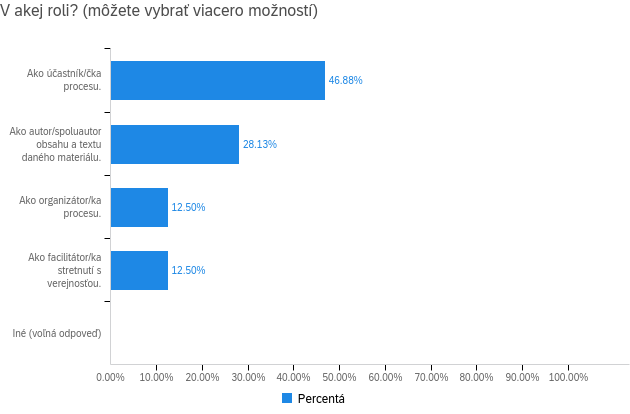 V akej roli? (môžete vybrať viacero možností)
Ako účastník/čka
procesu.
46.88%
Ako autor/spoluautor
obsahu a textu
daného materiálu.
28.13%
Ako organizátor/ka
procesu.
12.50%
Ako facilitátor/ka
stretnutí s
verejnosťou.
12.50%
Iné (voľná odpoveď)
0.00% 10.00% 20.00% 30.00% 40.00% 50.00% 60.00% 70.00% 80.00% 90.00% 100.00%
Percentá